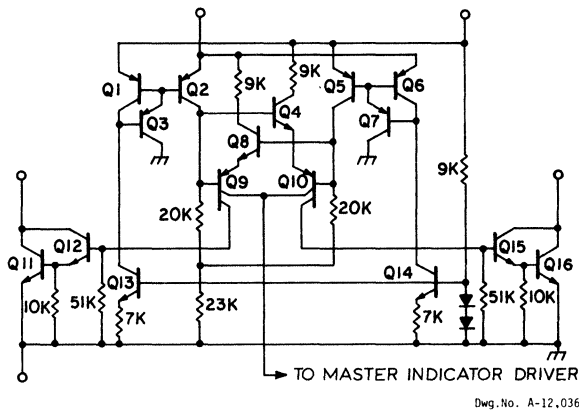 9K
9K
Q1
Q2
Q5
Q6
Q3
Q4
Q7
Q8
9K
Q9
Q10
20K
20K
Q11
Q12
Q15
Q16
Q13
Q14
10K
51K
7K
23K
7K
51K
10K
TO MASTER INDICATOR DRIVER
Dwg.No. A-12,036